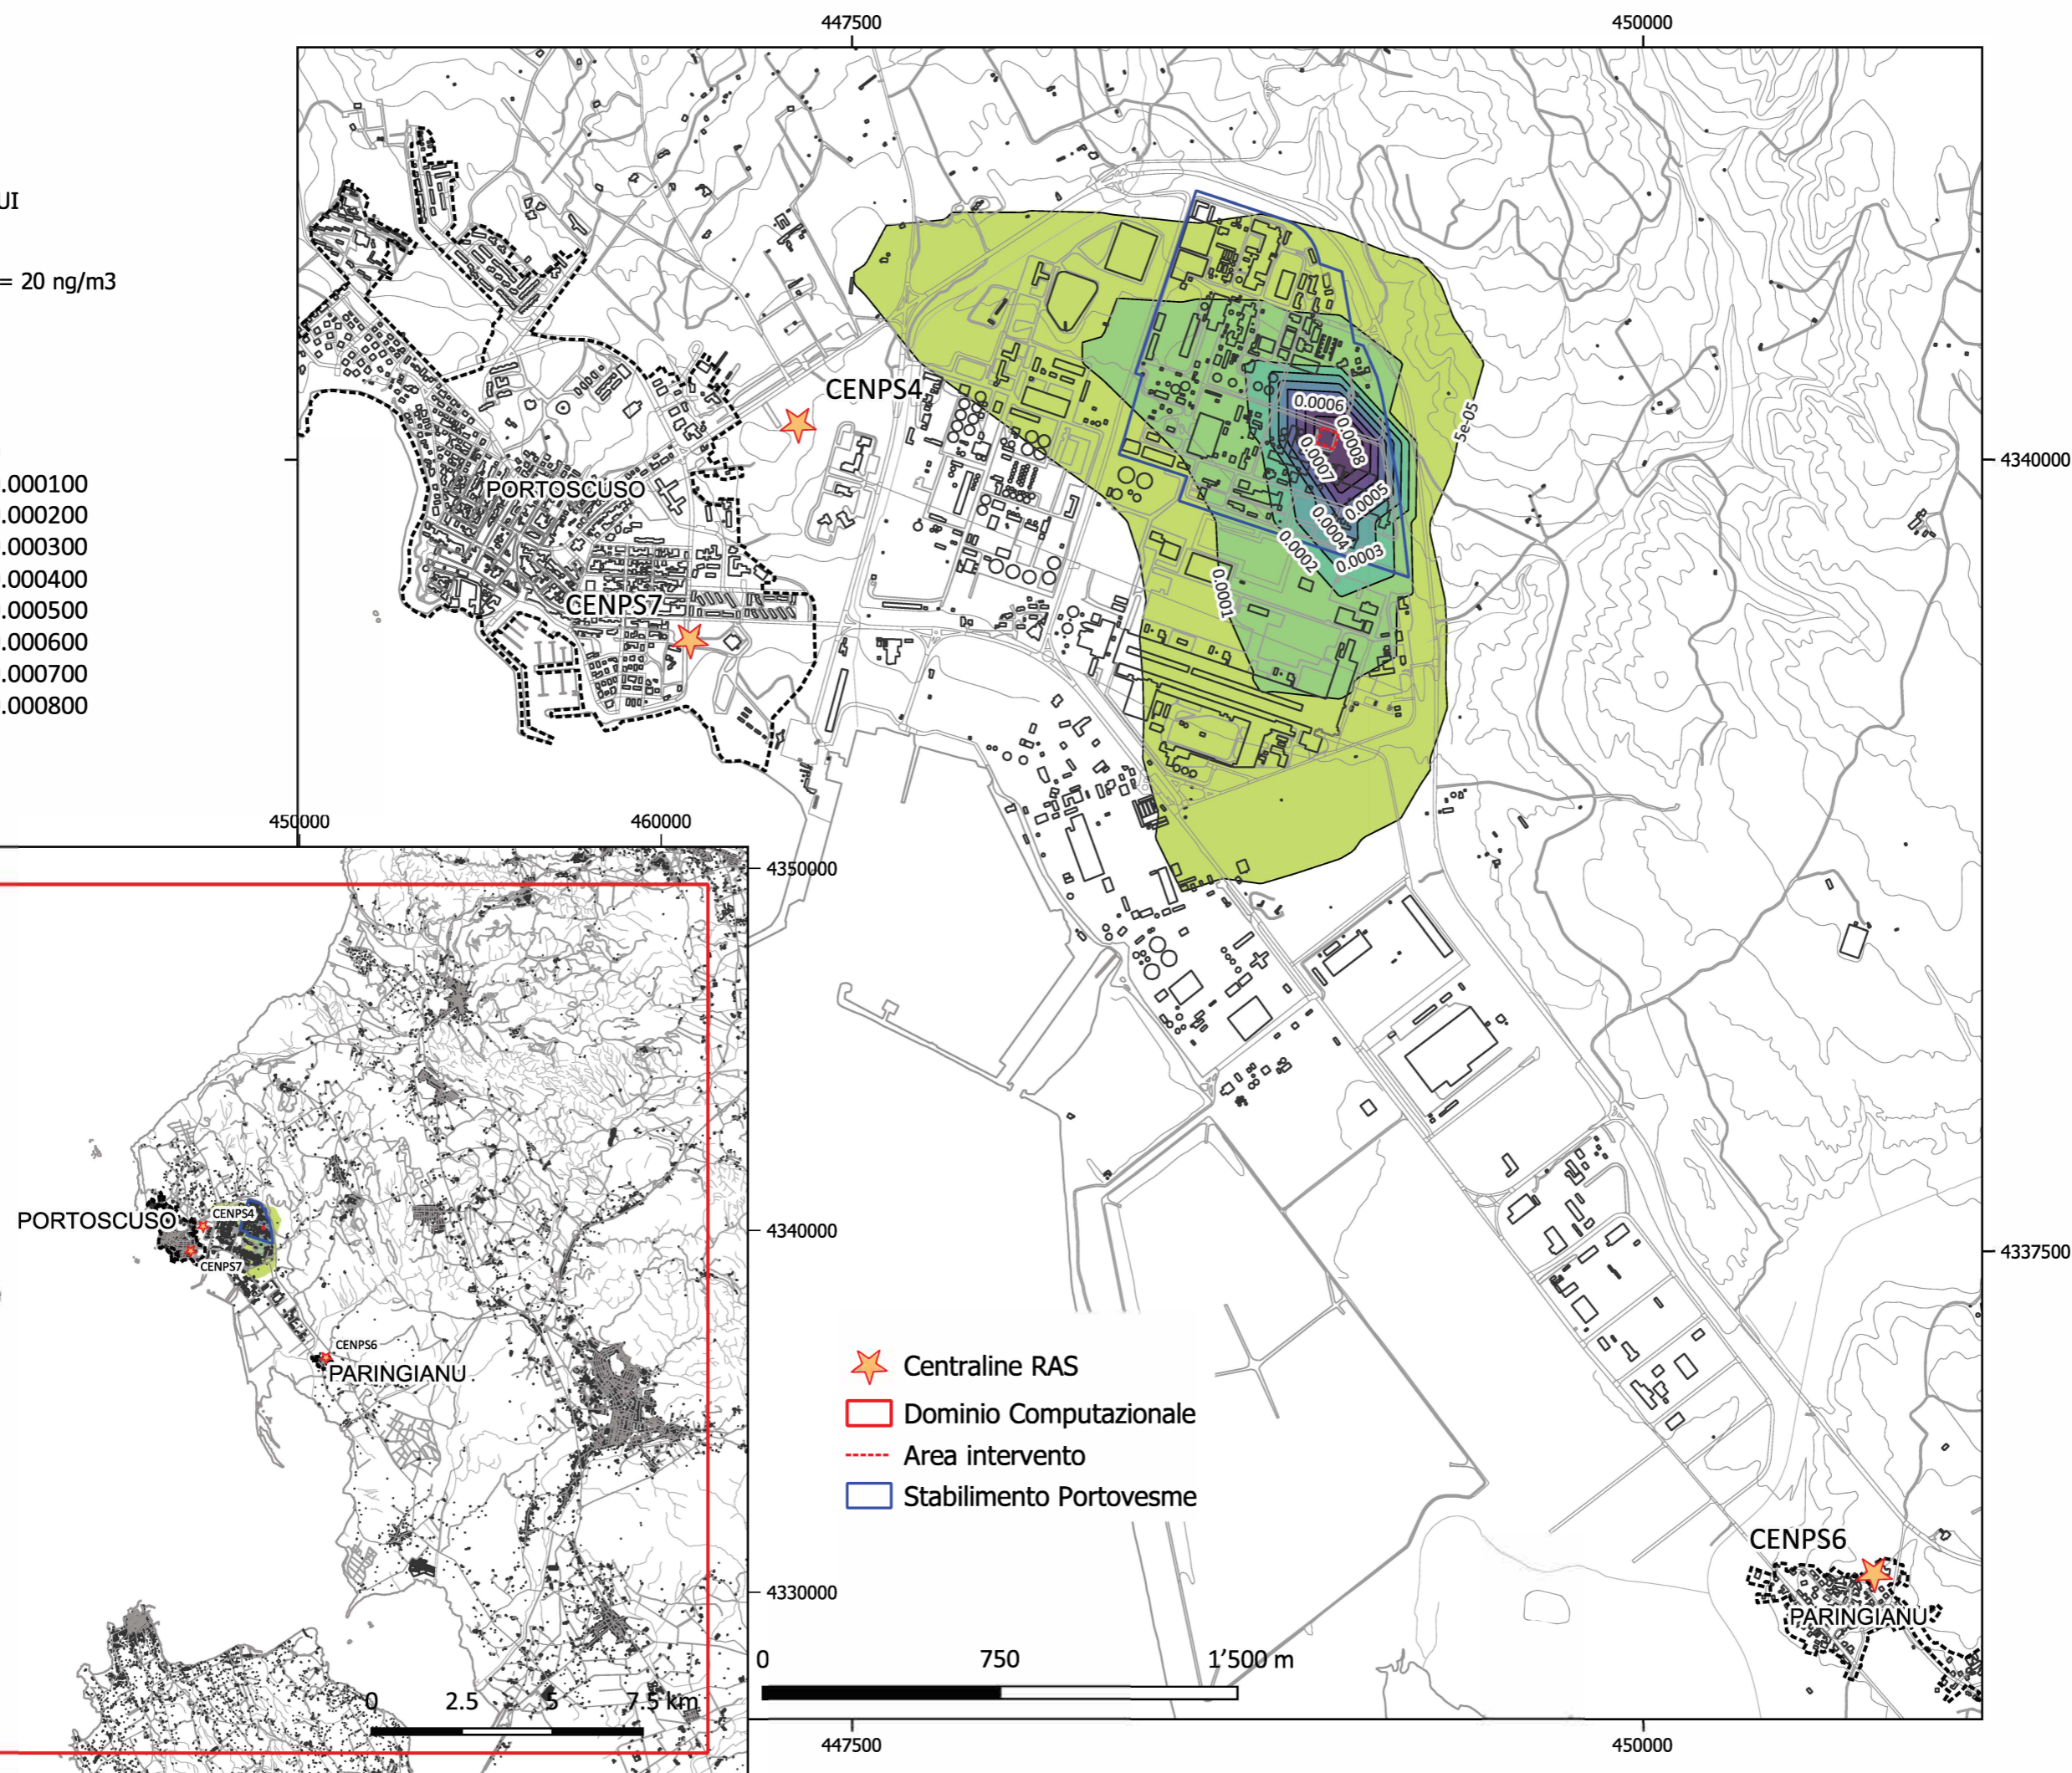 447500
450000
UI
= 20 ng/m3
.000100
.000200
.000300
.000400
.000500
.000600
.000700
.000800
CENPS4
PORTOSCUSO
CENPS7
0.0006
0.0008
0.0007
0.0005
0.0004
0.0003
0.0002
0.0001
5e-05
4340000
4337500
450000
460000
4350000
4340000
4330000
PORTOSCUSO
CENPS4
CENPS7
CENPS6
PARINGIANU
0 2.5 5 7.5 km
Centraline RAS
Dominio Computazionale
Area intervento
Stabilimento Portovesme
0 750 1'500 m
CENPS6
PARINGIANU
447500
450000